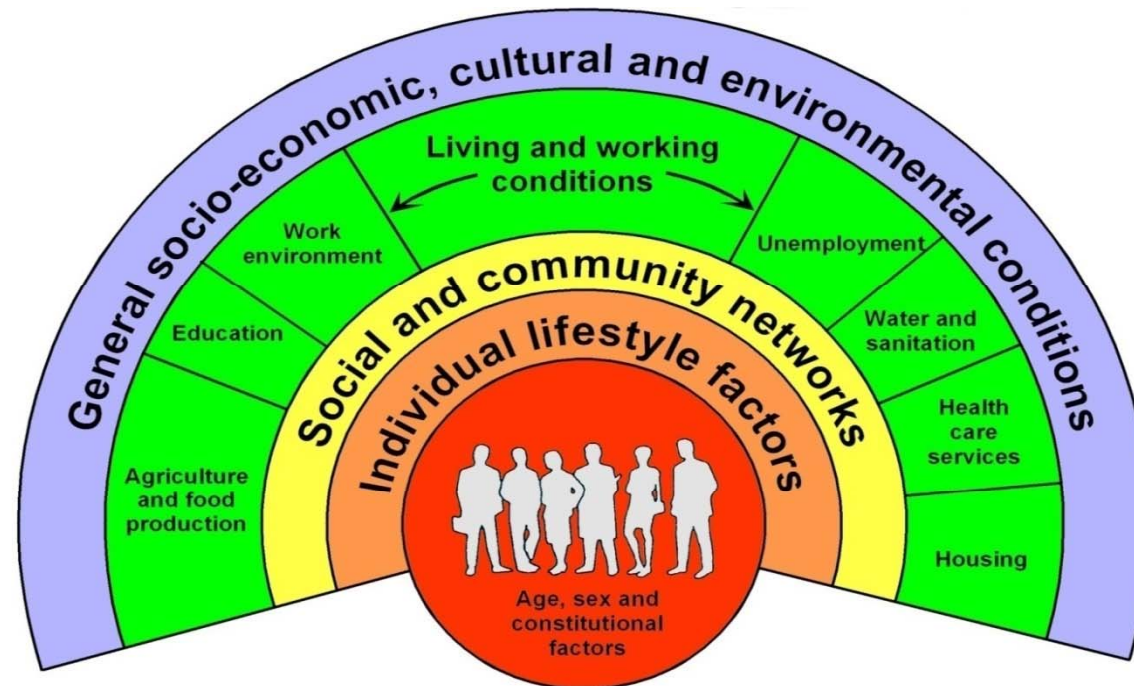 General socio-economic, cultural and environmental conditions
Living and working
conditions
Work
environment
Unemployment
Education
Water and
sanitation
Agriculture
and food
production
Health
care
services
Housing
Social and community networks
Individual lifestyle factors
Age, sex and
constitutional
factors